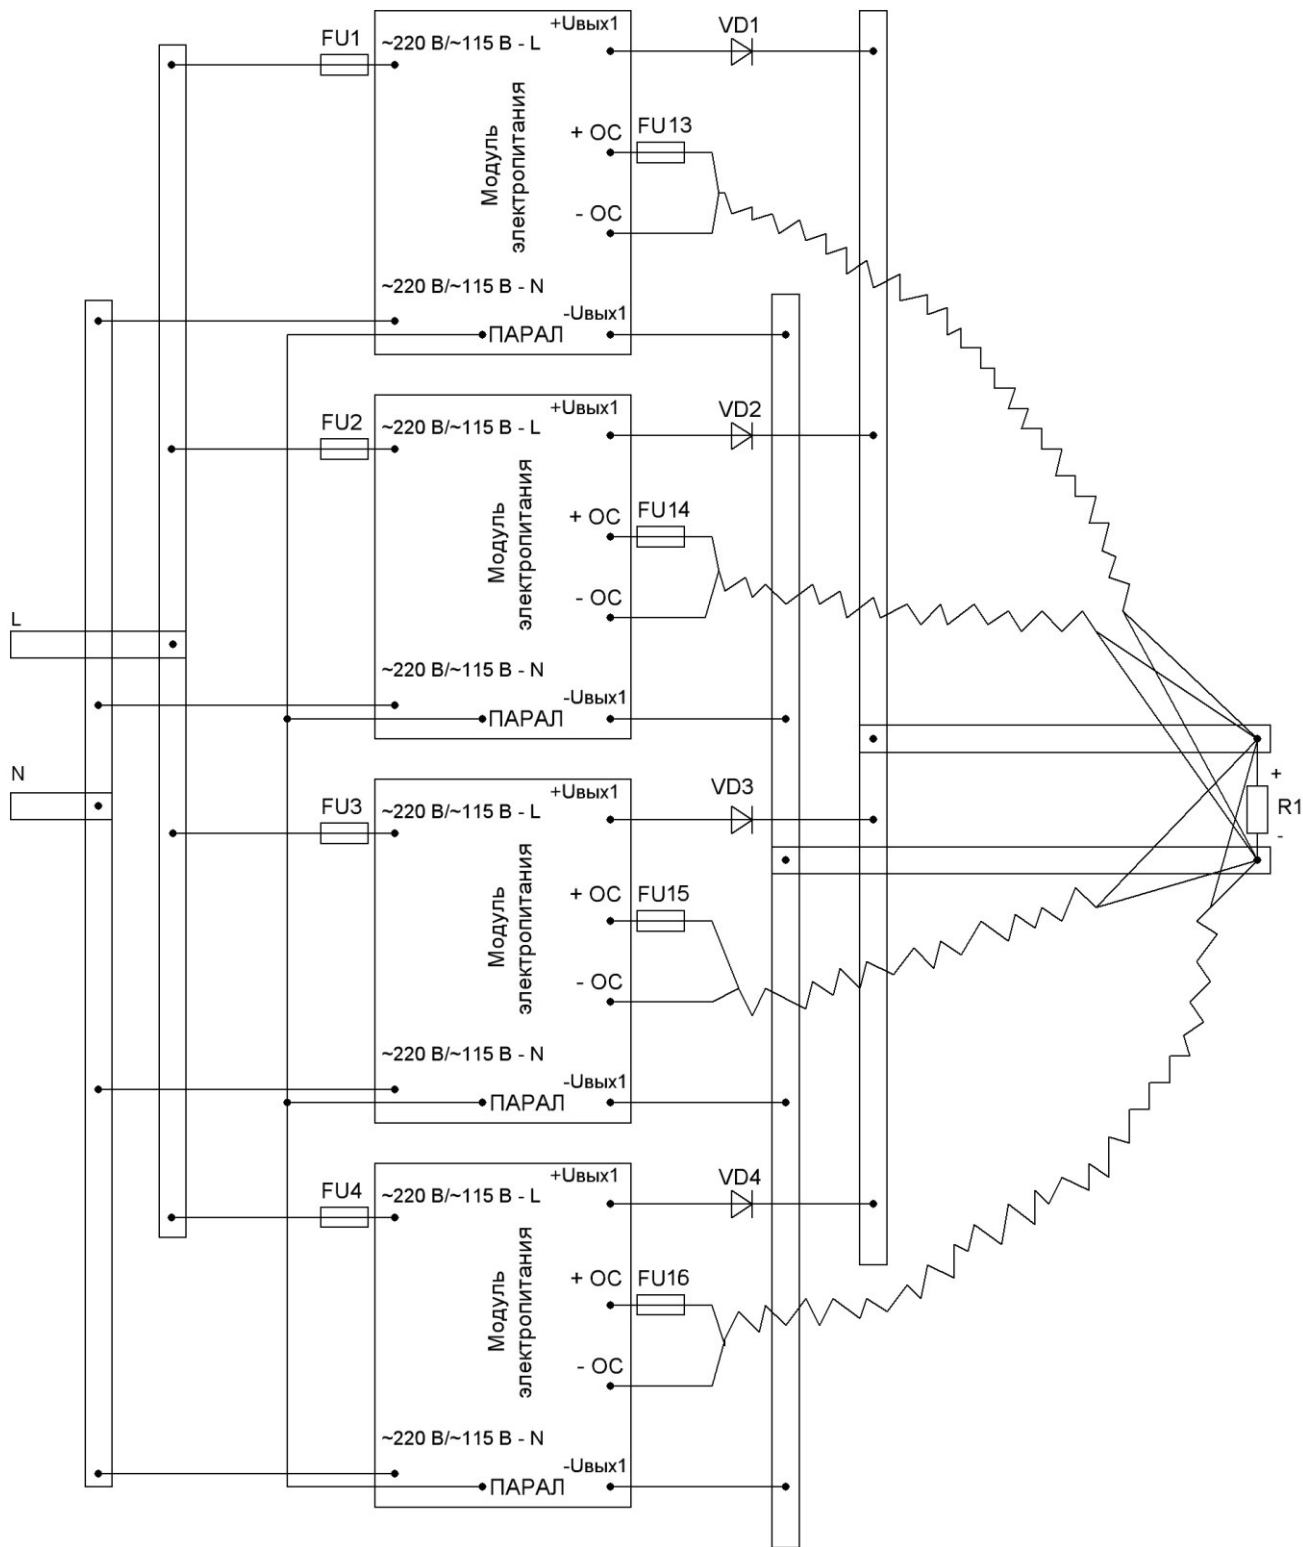 +Uвых1
VD1
FU1
~220 В/~115 В - L
Модуль
электропитания
+ ОС
FU13
- ОС
~220 В/~115 В - N
-Uвых1
ПАРАЛ
+Uвых1
VD2
FU2
~220 В/~115 В - L
Модуль
электропитания
+ ОС
FU14
- ОС
L
~220 В/~115 В - N
-Uвых1
ПАРАЛ
N
+Uвых1
VD3
FU3
~220 В/~115 В - L
+
R1
-
Модуль
электропитания
+ ОС
FU15
- ОС
~220 В/~115 В - N
-Uвых1
ПАРАЛ
+Uвых1
VD4
FU4
~220 В/~115 В - L
Модуль
электропитания
+ ОС
FU16
- ОС
~220 В/~115 В - N
-Uвых1
ПАРАЛ